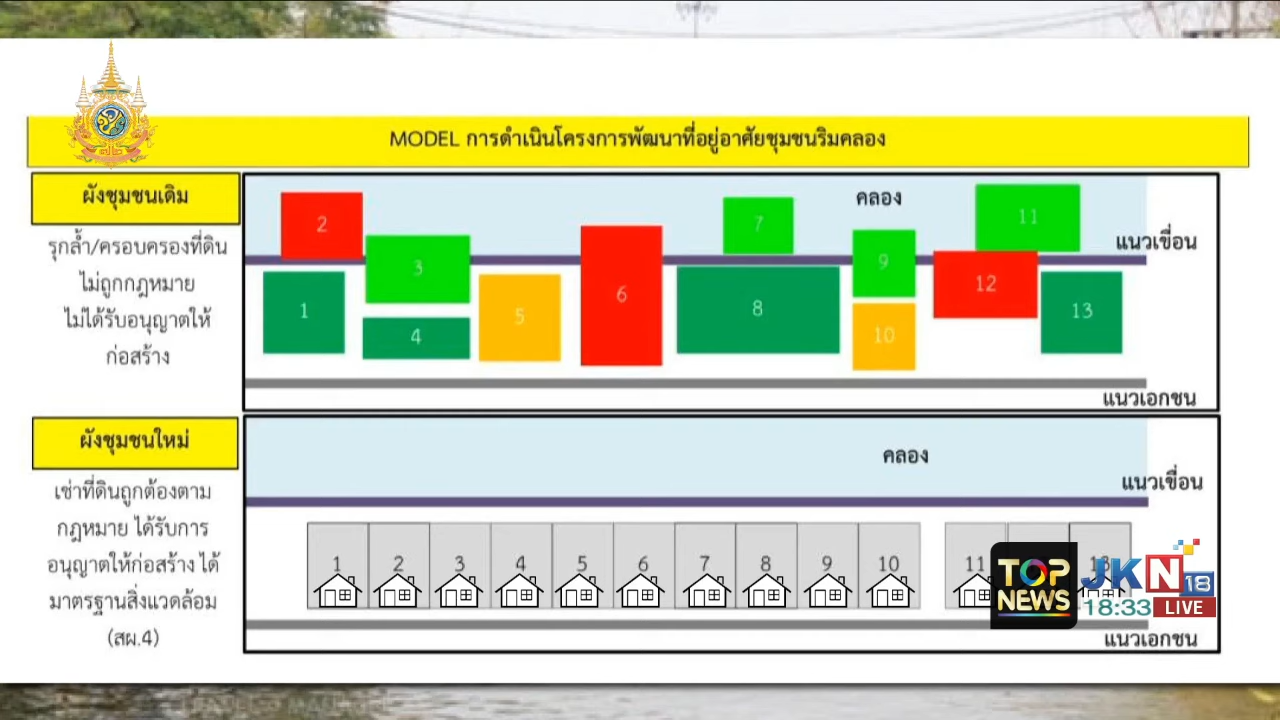 MODEL การดำเนินโครงการพัฒนาที่อยู่อาศัยชุมชนริมคลอง
ผังชุมชนเดิม
รุกล้ำ/ครอบครองที่ดิน
ไม่ถูกกฎหมาย
ไม่ได้รับอนุญาตให้
ก่อสร้าง
คลอง
แนวเขื่อน
2
3
7
9
11
12
1
4
5
6
8
10
13
แนวเอกชน
ผังชุมชนใหม่
เช่าที่ดินถูกต้องตาม
กฎหมาย ได้รับการ
อนุญาตให้ก่อสร้าง ได้
มาตรฐานสิ่งแวดล้อม
(สผ.4)
คลอง
แนวเขื่อน
1 2 3 4 5 6 7 8 9 10 11
แนวเอกชน
TOP
NEWS
JKN 18
18:33 LIVE